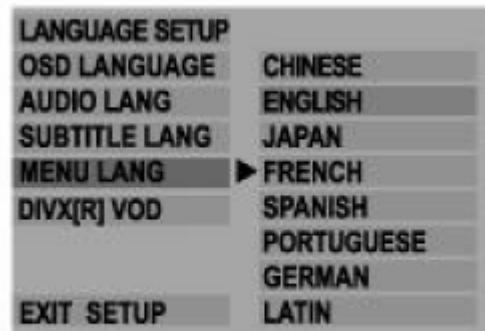 LANGUAGE SETUP
OSD LANGUAGE
AUDIO LANG
SUBTITLE LANG
MENU LANG
DIVX[R] VOD
EXIT SETUP
CHINESE
ENGLISH
JAPAN
FRENCH
SPANISH
PORTUGUESE
GERMAN
LATIN